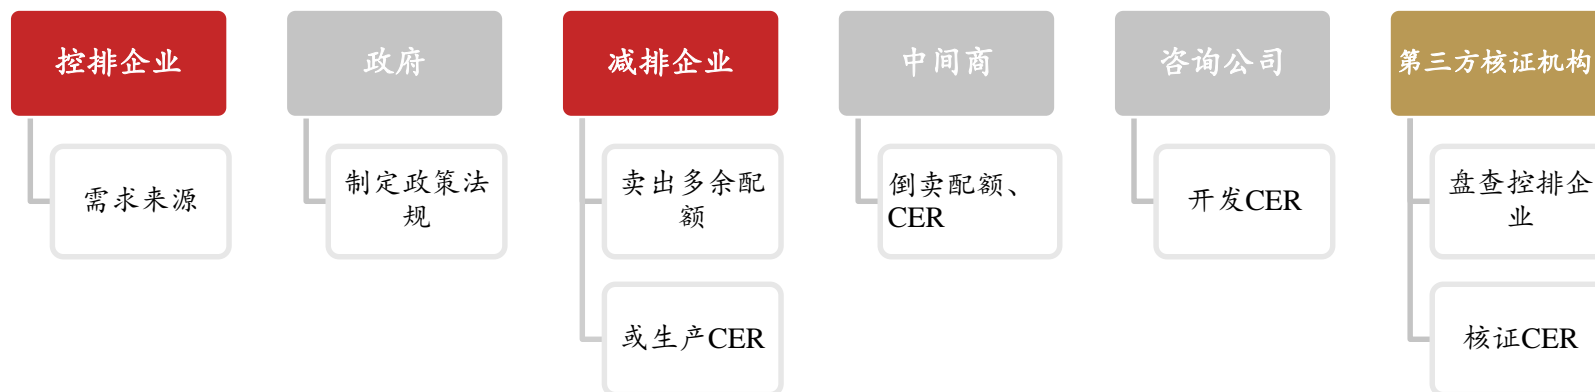 控排企业
政府
减排企业
中间商
咨询公司
第三方核证机构
需求来源
制定政策法
规
卖出多余配
额
倒卖配额、
CER
开发CER
盘查控排企
业
或生产CER
核证CER